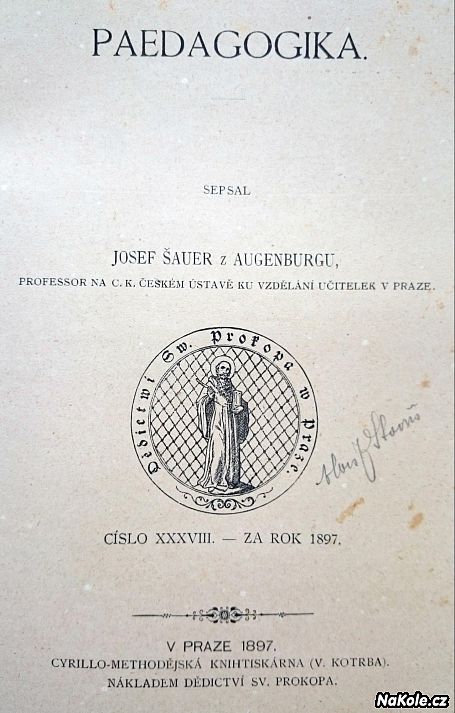 PAEDAGOGIKA.
SEPSAL
JOSEF ŠAUER z AUGENBURGU,
PROFESSOR NA C. K. ČESKÉM ÚSTAVĚ KU VZDĚLÁNÍ UČITELEK V PRAZE.
Dědictwí Sw. Prokopa w Praze.
ČÍSLO XXXVIII. — ZA ROK 1897.
V PRAZE 1897.
CYRILLO-METHODĚJSKÁ KNIHTISKÁRNA (V. KOTRBA).
NÁKLADEM DĚDICTVÍ SV. PROKOPA.
NaKole.cz